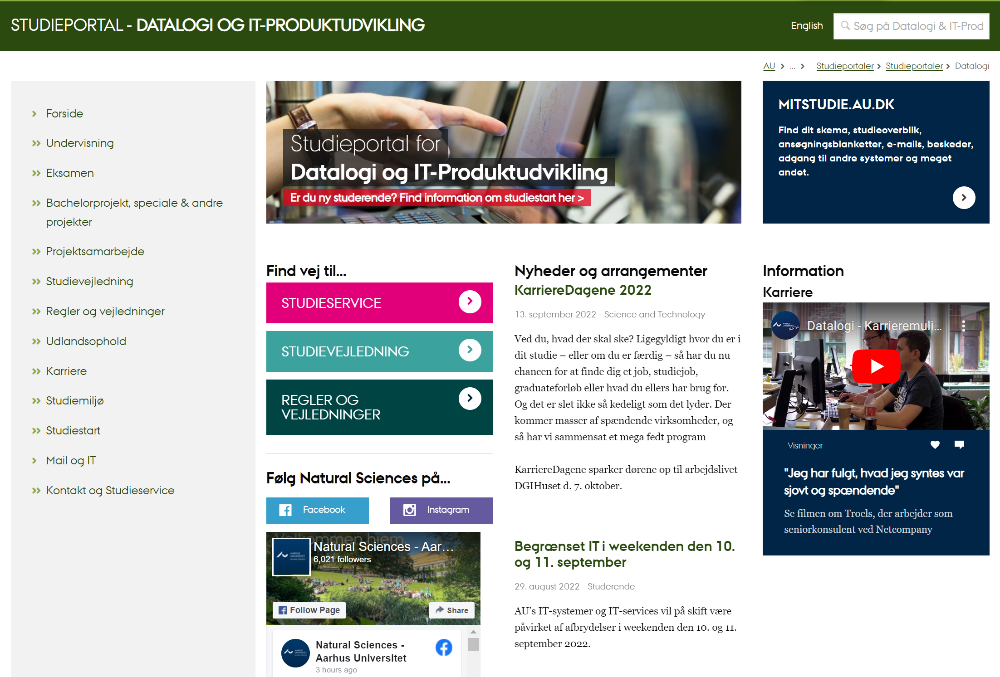 STUDIEPORTAL - DATALOGI OG IT-PRODUKTUDVIKLING
English
Søg på Datalogi & IT-Prod
AU > ... > Studieportaler > Studieportaler > Datalogi
Forside
Undervisning
Eksamen
Bachelorprojekt, speciale & andre
projekter
Projektsamarbejde
Studievejledning
Regler og vejledninger
Udlandsophold
Karriere
Studiemiljø
Studiestart
Mail og IT
Kontakt og Studieservice
Studieportal for
Datalogi og IT-Produktudvikling
Er du ny studerende? Find information om studiestart her >
MITSTUDIE.AU.DK
Find dit skema, studieoverblik,
ansøgningsblanketter, e-mails, beskeder,
adgang til andre systemer og meget
andet.
Find vej til...
STUDIESERVICE
STUDIEVEJLEDNING
REGLER OG
VEJLEDNINGER
Følg Natural Sciences på...
Facebook
Instagram
Velkommen hjem
Natural Sciences - Aar...
6,021 followers
AARHUS
UNIVERSITET
Follow Page
Share
Natural Sciences -
Aarhus Universitet
3 hours ago
Nyheder og arrangementer
KarriereDagene 2022
13. september 2022 - Science and Technology
Ved du, hvad der skal ske? Ligegyldigt hvor du er i
dit studie – eller om du er færdig – så har du nu
chancen for at finde dig et job, studiejob,
graduateforløb eller hvad du ellers har brug for.
Og det er slet ikke så kedeligt som det lyder. Der
kommer masser af spændende virksomheder, og
så har vi sammensat et mega fedt program
KarriereDagene sparker dørene op til arbejdslivet
DGIHuset d. 7. oktober.
Begrænset IT i weekenden den 10.
og 11. september
29. august 2022 - Studerende
AU’s IT-systemer og IT-services vil på skift være
påvirket af afbrydelser i weekenden den 10. og 11.
september 2022.
Information
Karriere
AARHUS
UNIVERSITET
Nat-Tek
Datalogi - Karrieremuli...
Visninger
"Jeg har fulgt, hvad jeg syntes var
sjovt og spændende"
Se filmen om Troels, der arbejder som
seniorkonsulent ved Netcompany